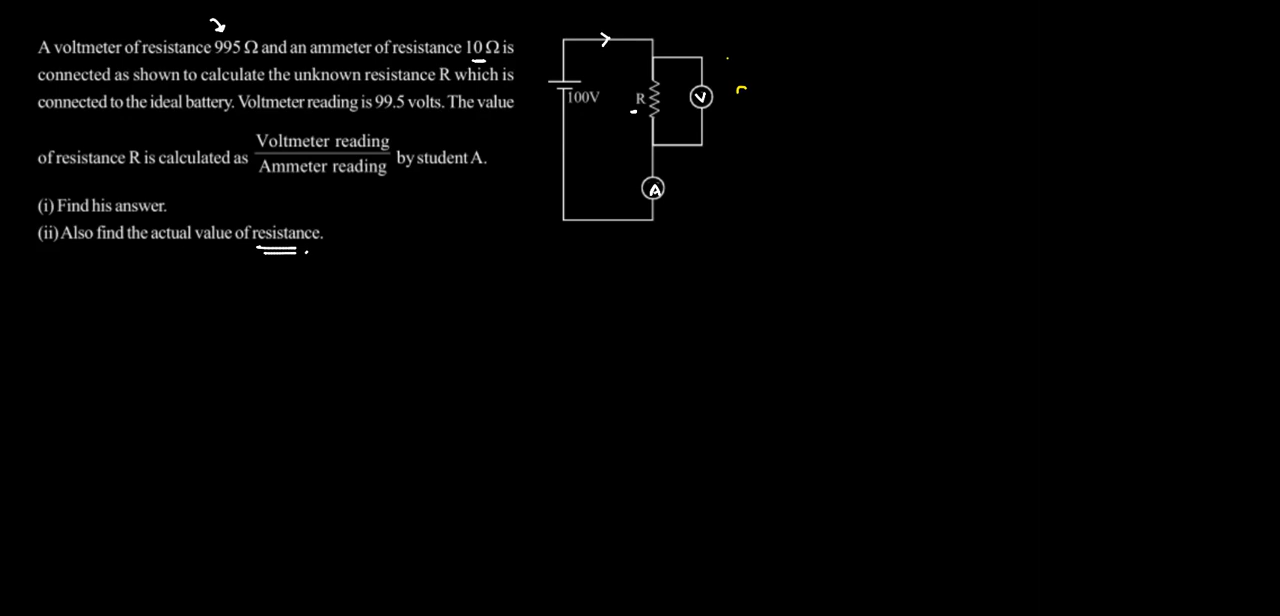 A voltmeter of resistance 995 Ω and an ammeter of resistance 10 Ω is
connected as shown to calculate the unknown resistance R which is
connected to the ideal battery. Voltmeter reading is 99.5 volts. The value
of resistance R is calculated as Voltmeter reading / Ammeter reading by student A.
(i) Find his answer.
(ii) Also find the actual value of resistance.
100V
R
V
A